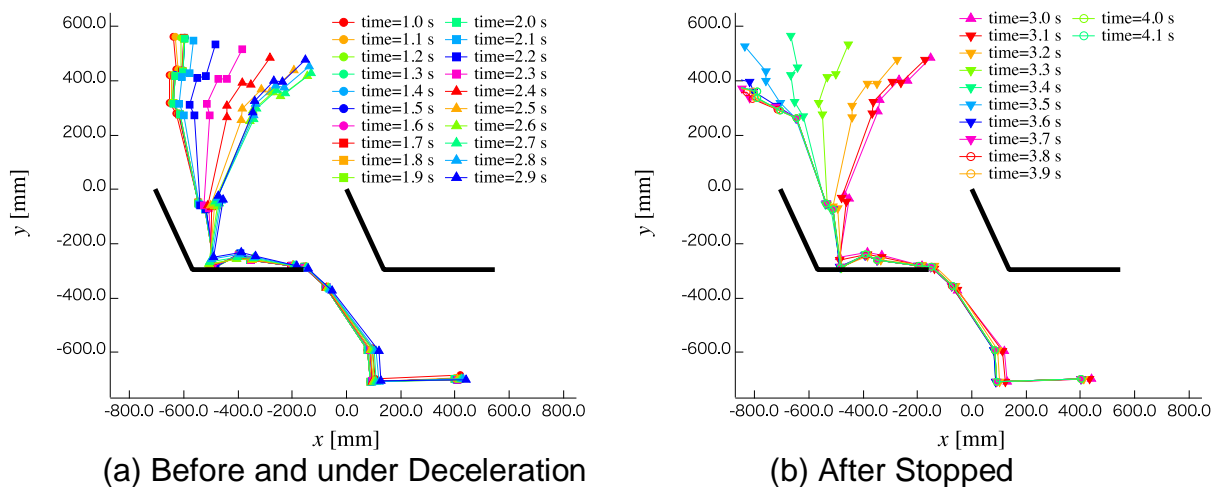 600.0
400.0
200.0
0.0
-200.0
-400.0
-600.0
y [mm]
-800.0 -600.0 -400.0 -200.0 0.0 200.0 400.0 600.0 800.0
x [mm]
time=1.0 s time=2.0 s
time=1.1 s time=2.1 s
time=1.2 s time=2.2 s
time=1.3 s time=2.3 s
time=1.4 s time=2.4 s
time=1.5 s time=2.5 s
time=1.6 s time=2.6 s
time=1.7 s time=2.7 s
time=1.8 s time=2.8 s
time=1.9 s time=2.9 s
(a) Before and under Deceleration
600.0
400.0
200.0
0.0
-200.0
-400.0
-600.0
y [mm]
-800.0 -600.0 -400.0 -200.0 0.0 200.0 400.0 600.0 800.0
x [mm]
time=3.0 s time=4.0 s
time=3.1 s time=4.1 s
time=3.2 s
time=3.3 s
time=3.4 s
time=3.5 s
time=3.6 s
time=3.7 s
time=3.8 s
time=3.9 s
(b) After Stopped